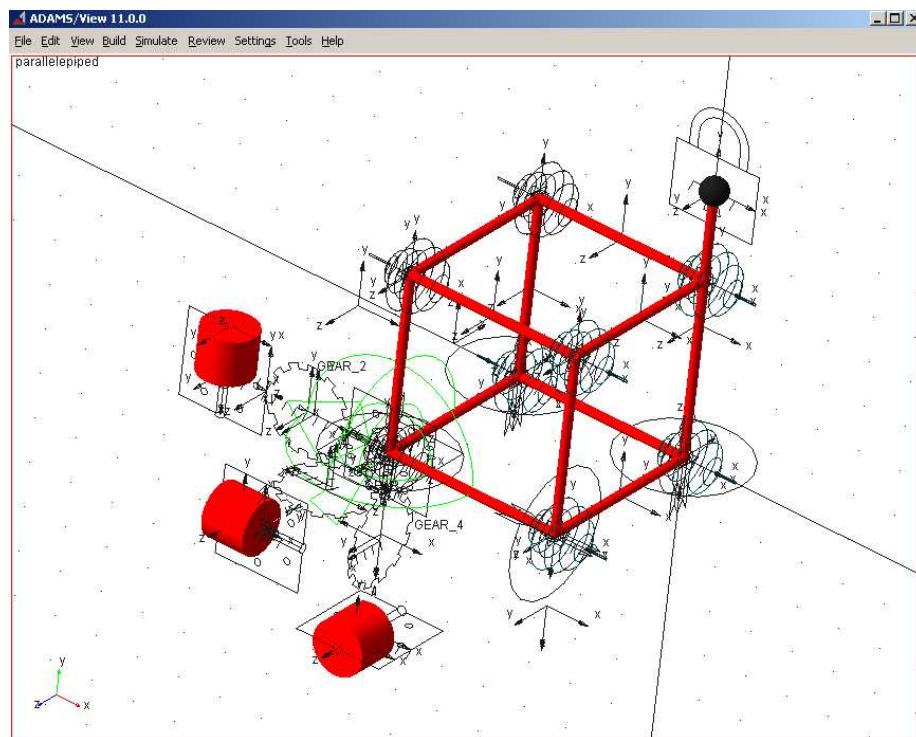 ADAMS/View 11.0.0
File Edit View Build Simulate Review Settings Tools Help
parallelepiped
GEAR_2
GEAR_4
y
z
x